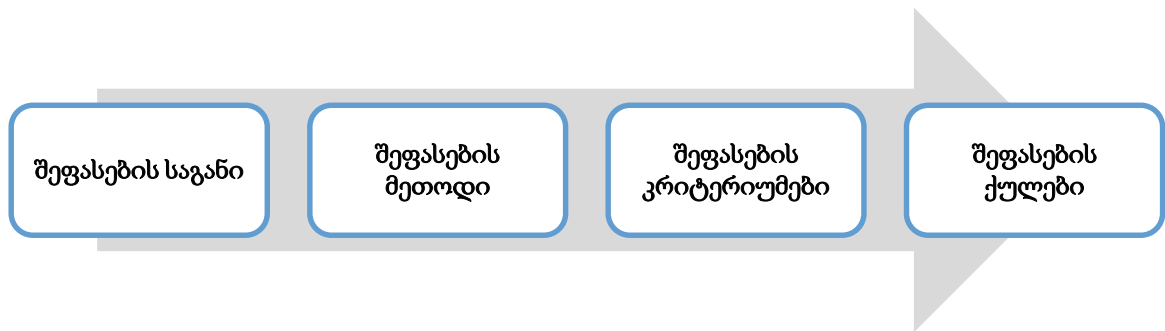 შეფასების საგანი
შეფასების
მეთოდი
შეფასების
კრიტერიუმები
შეფასების
ქულები